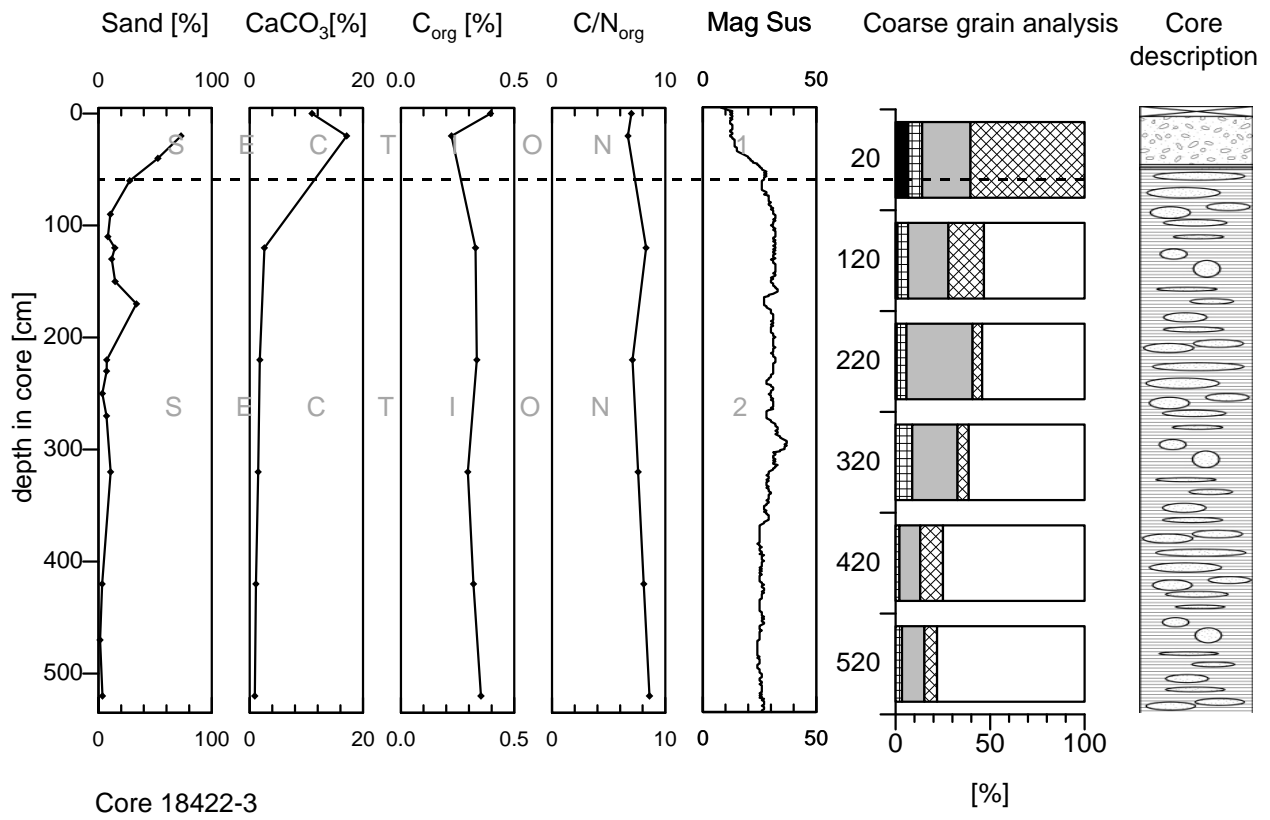 Sand [%] CaCO3[%] Corg [%] C/Norg Mag Sus Coarse grain analysis Core
description
0 100 0 20 0.0 0.5 0 10 0 50
0
S E C T I O N 1
20
100
120
200
220
S E C T I O N 2
300
320
400
420
500
520
depth in core [cm]
0 100 0 20 0.0 0.5 0 10 0 50
0 50 100
[%]
Core 18422-3